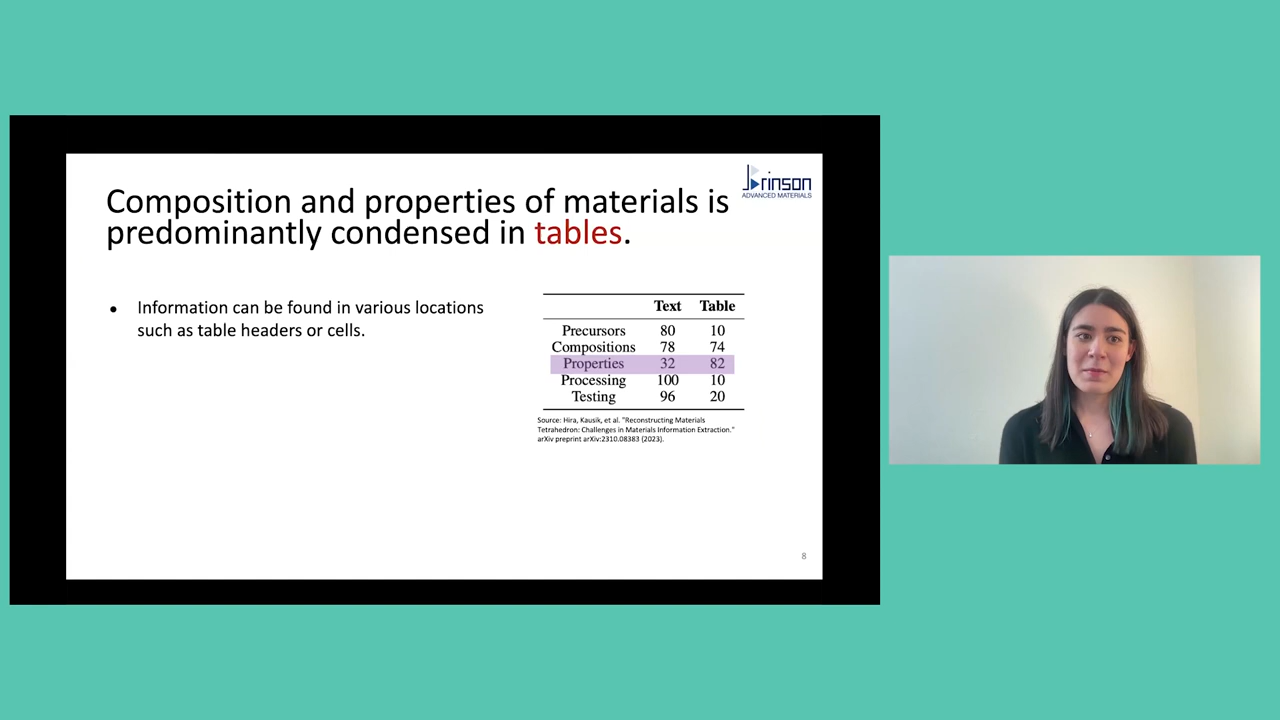 Composition and properties of materials is
predominantly condensed in tables.
Brinson
ADVANCED MATERIALS
● Information can be found in various locations
such as table headers or cells.
Text Table
Precursors 80 10
Compositions 78 74
Properties 32 82
Processing 100 10
Testing 96 20
Source: Hira, Kausik, et al. "Reconstructing Materials
Tetrahedron: Challenges in Materials Information Extraction."
arXiv preprint arXiv:2310.08383 (2023).
8